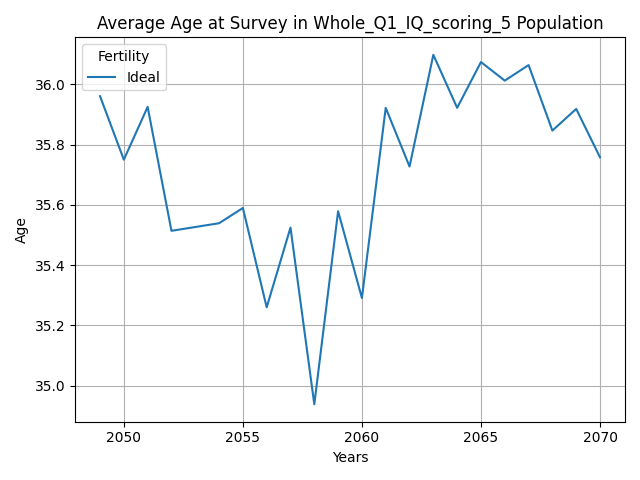 Average Age at Survey in Whole_Q1_IQ_scoring_5 Population
Fertility
Ideal
36.0
35.8
35.6
35.4
35.2
35.0
Age
2050 2055 2060 2065 2070
Years